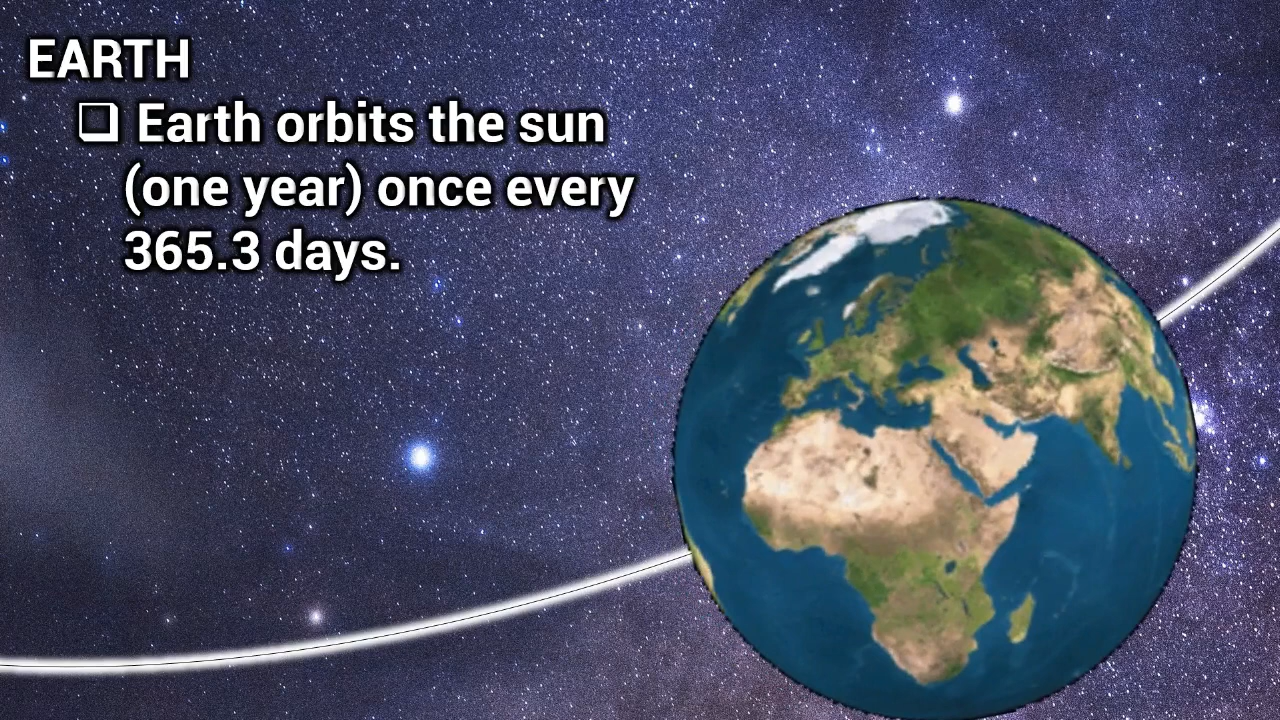 EARTH
❑ Earth orbits the sun
(one year) once every
365.3 days.